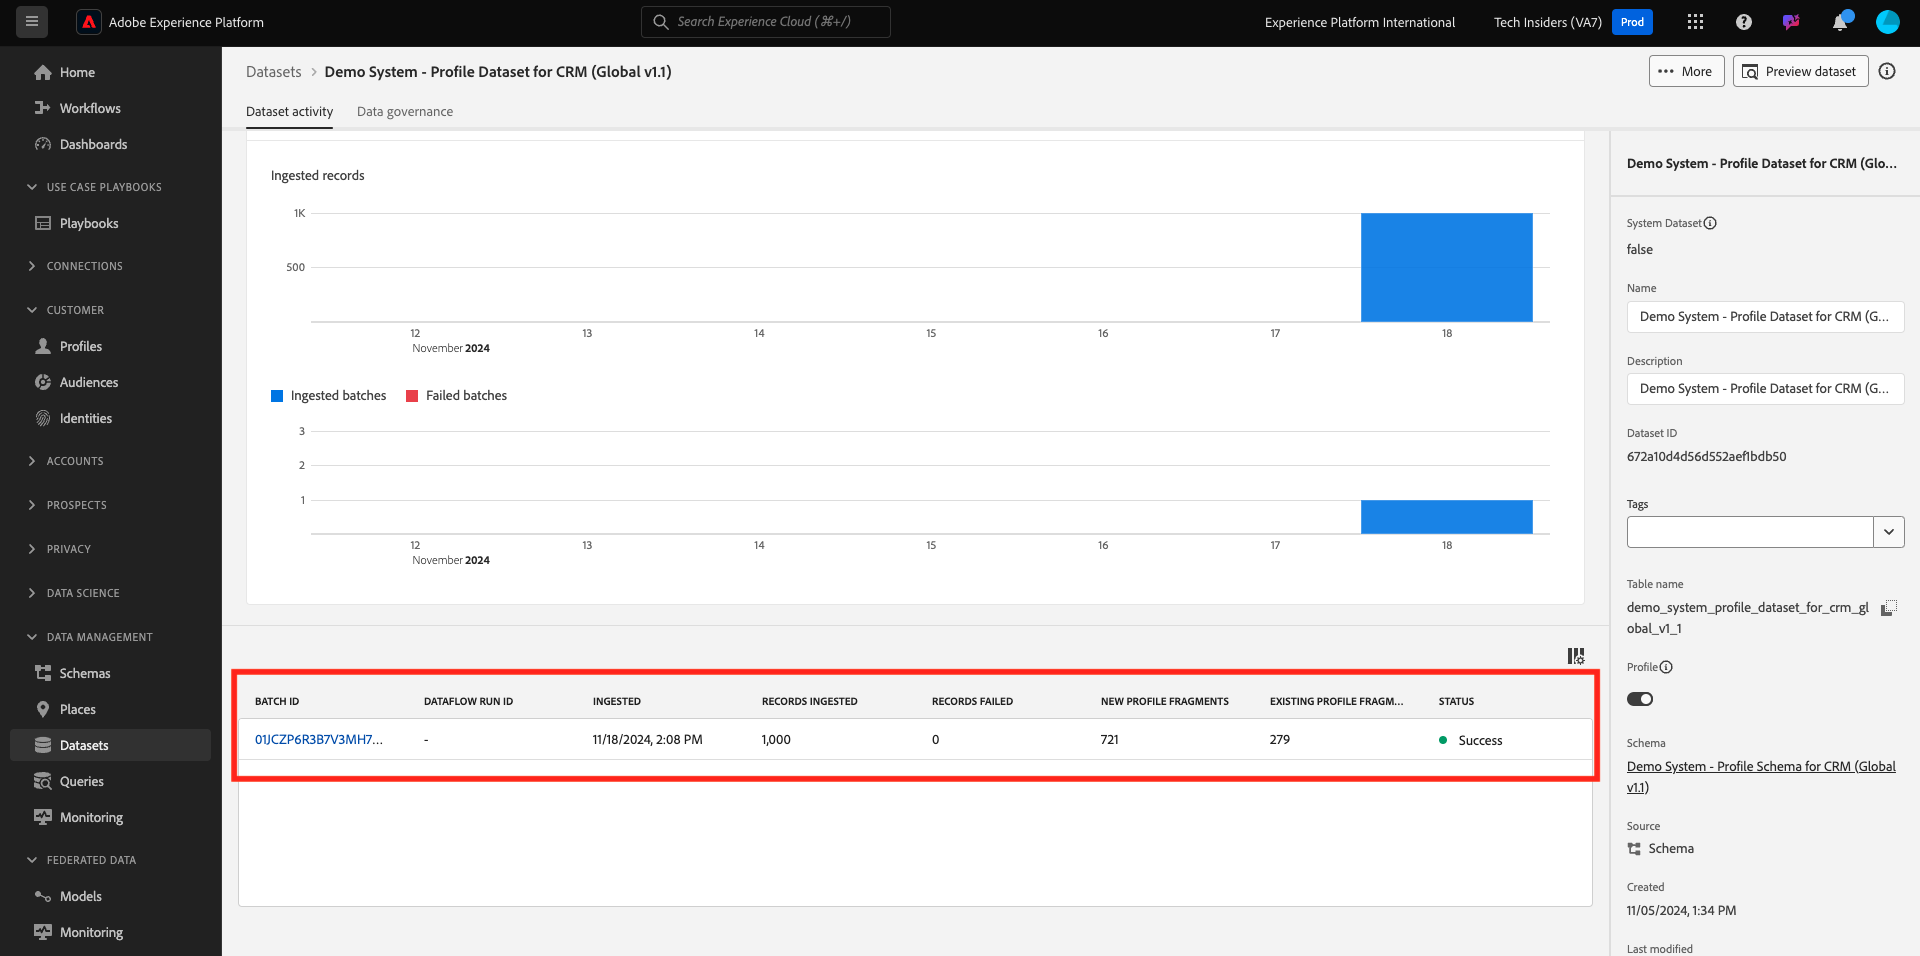 Adobe Experience Platform
Search Experience Cloud (⌘+/)
Experience Platform International
Tech Insiders (VA7)
Prod
Home
Workflows
Dashboards
USE CASE PLAYBOOKS
Playbooks
CONNECTIONS
CUSTOMER
Profiles
Audiences
Identities
ACCOUNTS
PROSPECTS
PRIVACY
DATA SCIENCE
DATA MANAGEMENT
Schemas
Places
Datasets
Queries
Monitoring
FEDERATED DATA
Models
Monitoring
Datasets > Demo System - Profile Dataset for CRM (Global v1.1)
More
Preview dataset
Dataset activity
Data governance
Ingested records
1K
500
12 13 14 15 16 17 18
November 2024
Ingested batches
Failed batches
3
2
1
12 13 14 15 16 17 18
November 2024
BATCH ID DATAFLOW RUN ID INGESTED RECORDS INGESTED RECORDS FAILED NEW PROFILE FRAGMENTS EXISTING PROFILE FRAGM... STATUS
01JCZP6R3B7V3MH7... - 11/18/2024, 2:08 PM 1,000 0 721 279 Success
Demo System - Profile Dataset for CRM (Glo...
System Dataset
false
Name
Demo System - Profile Dataset for CRM (G...
Description
Demo System - Profile Dataset for CRM (G...
Dataset ID
672a10d4d56d552aef1bdb50
Tags
Table name
demo_system_profile_dataset_for_crm_gl
obal_v1_1
Profile
Schema
Demo System - Profile Schema for CRM (Global
v1.1)
Source
Schema
Created
11/05/2024, 1:34 PM
Last modified